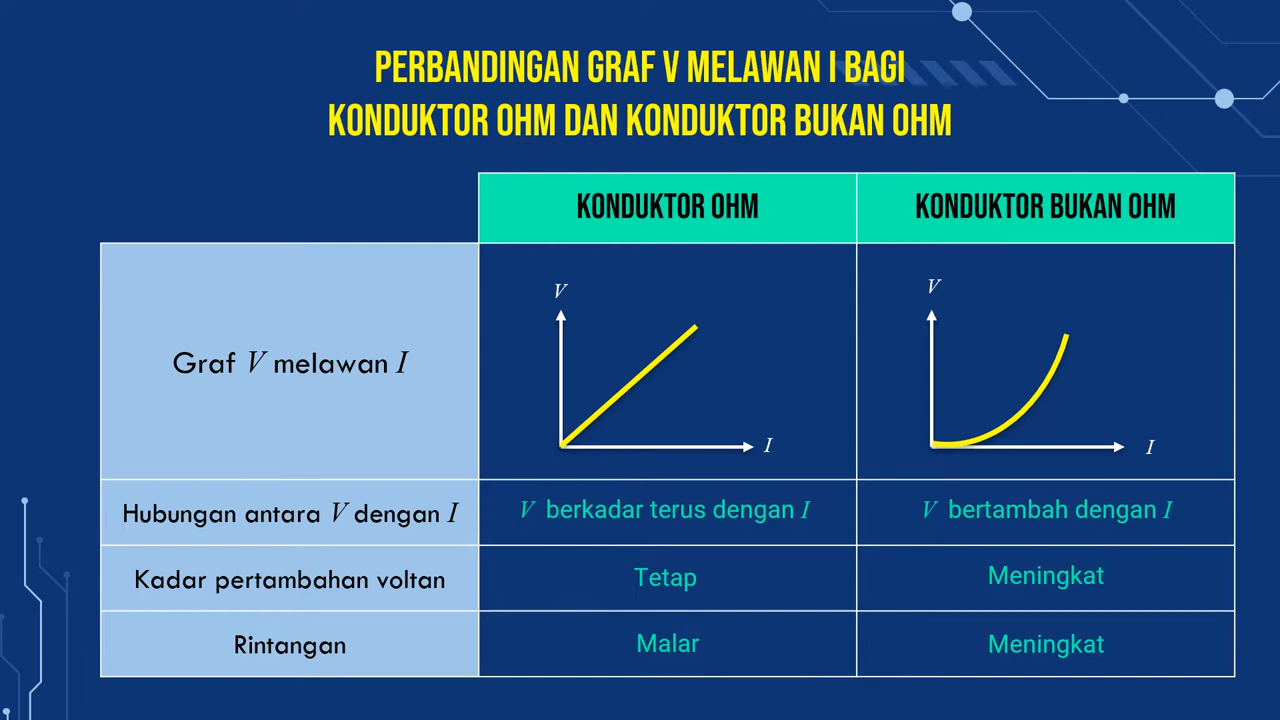 PERBANDINGAN GRAF V MELAWAN I BAGI
KONDUKTOR OHM DAN KONDUKTOR BUKAN OHM
KONDUKTOR OHM
KONDUKTOR BUKAN OHM
Graf V melawan I
V
I
V
I
Hubungan antara V dengan I
V berkadar terus dengan I
V bertambah dengan I
Kadar pertambahan voltan
Tetap
Meningkat
Rintangan
Malar
Meningkat